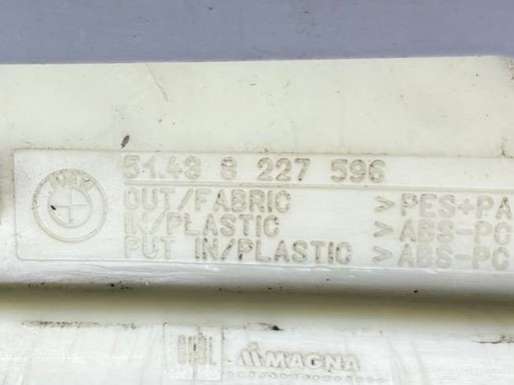 51.43 8 227 596
BMW
OUT/FABRIC >PES+PA
IN/PLASTIC >ABS-PC
PUT IN/PLASTIC >ABS-PC
MAGNA